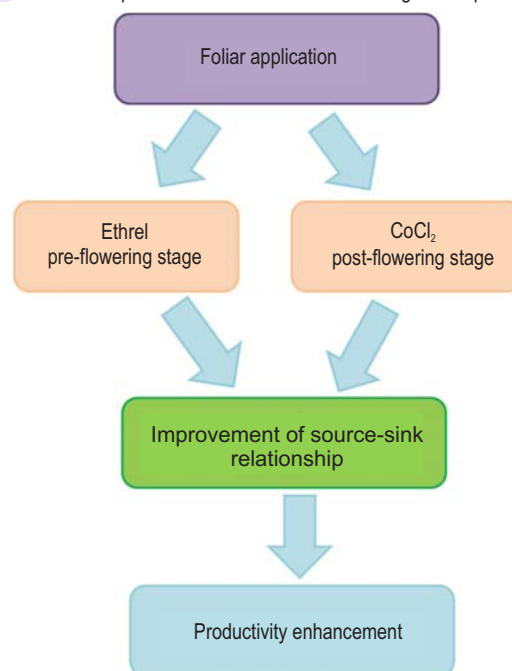 Foliar application
Ethrel
pre-flowering stage
CoCl₂
post-flowering stage
Improvement of source-sink
relationship
Productivity enhancement